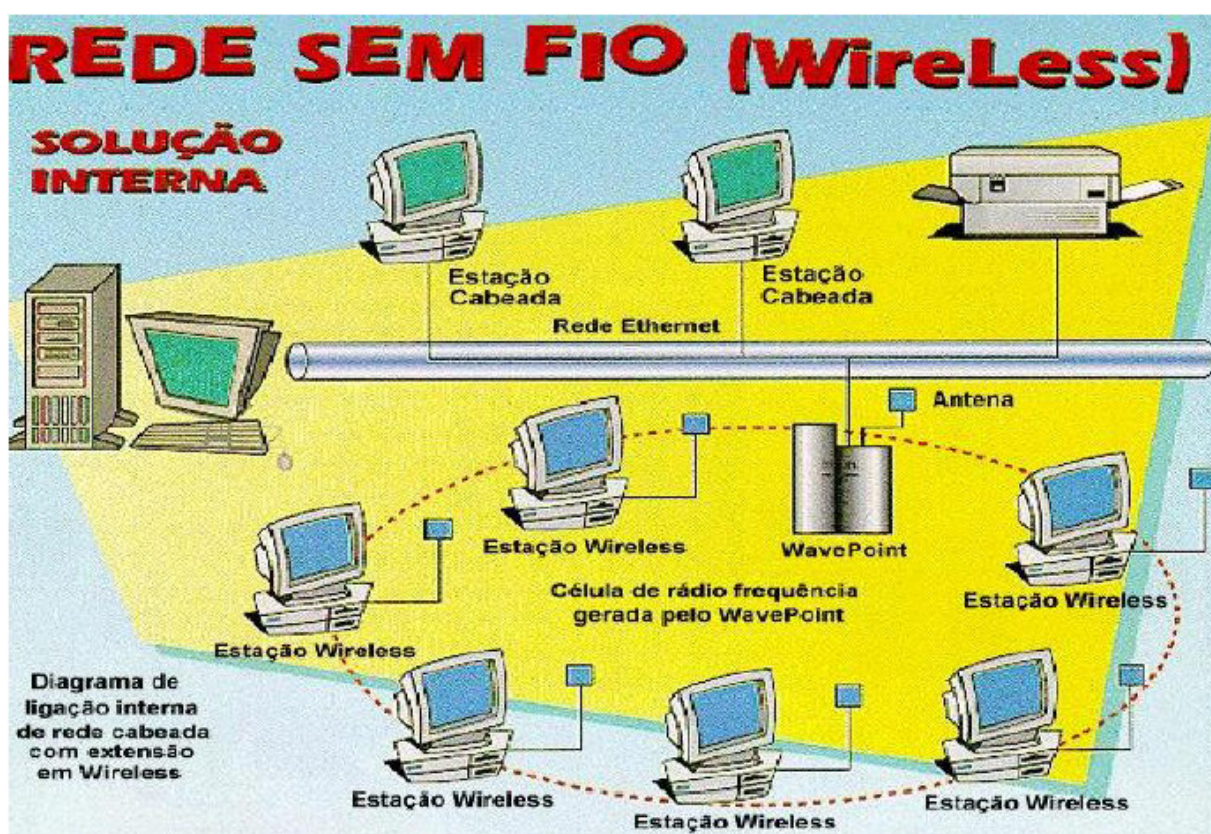 REDE SEM FIO (WireLess)
SOLUÇÃO
INTERNA
Estação
Cabeada
Estação
Cabeada
Rede Ethernet
Antena
Estação Wireless
WavePoint
Célula de rádio frequência
gerada pelo WavePoint
Estação Wireless
Estação Wireless
Diagrama de
ligação interna
de rede cabeada
com extensão
em Wireless
Estação Wireless
Estação Wireless
Estação Wireless